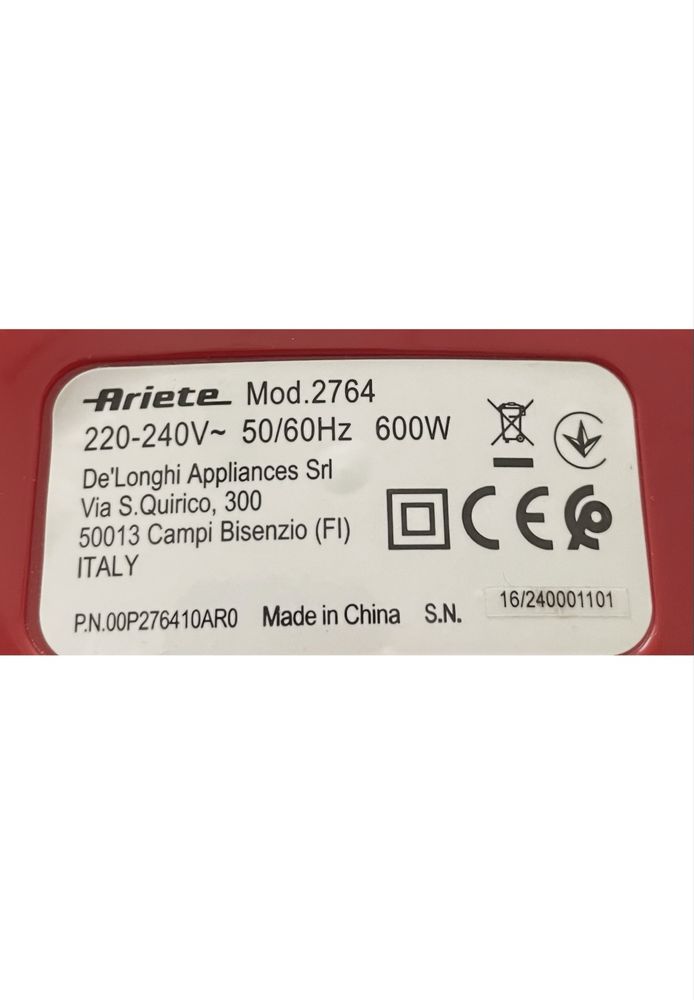 Ariete Mod.2764
220-240V~ 50/60Hz 600W
De'Longhi Appliances Srl
Via S.Quirico, 300
50013 Campi Bisenzio (FI)
ITALY
CE
P.N.00P276410AR0 Made in China S.N. 16/240001101